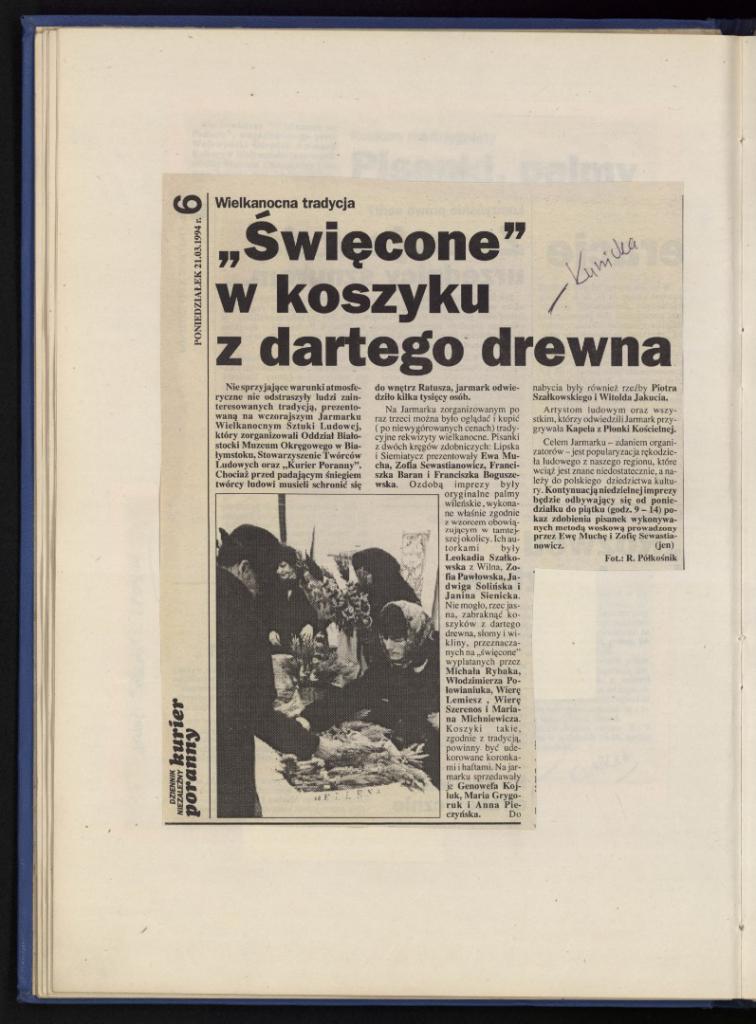 6
PONIEDZIAŁEK 21.03.1994 r.
DZIENNIK
NIEZALEŻNY
kurier
poranny
Wielkanocna tradycja
„Święcone”
w koszyku
z dartego drewna
Kunicka
Nie sprzyjające warunki atmosfe-
ryczne nie odstraszyły ludzi zain-
teresowanych tradycją, prezento-
waną na wczorajszym Jarmarku
Wielkanocnym Sztuki Ludowej,
który zorganizowali Oddział Biało-
stocki Muzeum Okręgowego w Bia-
łymstoku, Stowarzyszenie Twórców
Ludowych oraz „Kurier Poranny”.
Chociaż przed padającym śniegiem
twórcy ludowi musieli schronić się
do wnętrz Ratusza, jarmark odwie-
dziło kilka tysięcy osób.
Na Jarmarku zorganizowanym po
raz trzeci można było oglądać i kupić
( po niewygórowanych cenach) trady-
cyjne rekwizyty wielkanocne. Pisanki
z dwóch kręgów zdobniczych: Lipska
i Siemiatycz prezentowały Ewa Mu-
cha, Zofia Sewastianowicz, Franci-
szka Baran i Franciszka Bogusze-
wska. Ozdobą imprezy były
oryginalne palmy
wileńskie, wykona-
ne właśnie zgodnie
z wzorcem obowią-
zującym w tamtej-
szej okolicy. Ich au-
torkami były
Leokadia Szałko-
wska z Wilna, Zo-
fia Pawłowska, Ja-
dwiga Solińska i
Janina Sienicka.
Nie mogło, rzec jas-
na, zabraknąć ko-
szyków z dartego
drewna, słomy i wi-
kliny, przeznacza-
nych na „święcone”
wyplatanych przez
Michała Rybaka,
Włodzimierza Po-
łowianiuka, Wierę
Lemiesz , Wierę
Szerenos i Maria-
na Michniewicza.
Koszyki takie,
zgodnie z tradycją,
powinny być ude-
korowane koronka-
mi i haftami. Na jar-
marku sprzedawały
je Genowefa Koj-
luk, Maria Grygo-
ruk i Anna Pie-
czyńska. Do
nabycia były również rzeźby Piotra
Szałkowskiego i Witolda Jakucia.
Artystom ludowym oraz wszy-
stkim, którzy odwiedzili Jarmark przy-
grywała Kapela z Płonki Kościelnej.
Celem Jarmarku – zdaniem organi-
zatorów – jest popularyzacja rękodzie-
ła ludowego z naszego regionu, które
wciąż jest znane niedostatecznie, a na-
leży do polskiego dziedzictwa kultu-
ry. Kontynuacją niedzielnej imprezy
będzie odbywający się od ponie-
działku do piątku (godz. 9 – 14) po-
kaz zdobienia pisanek wykonywa-
nych metodą woskową prowadzony
przez Ewę Muchę i Zofię Sewastia-
nowicz. (jen)
Fot.: R. Półkośnik